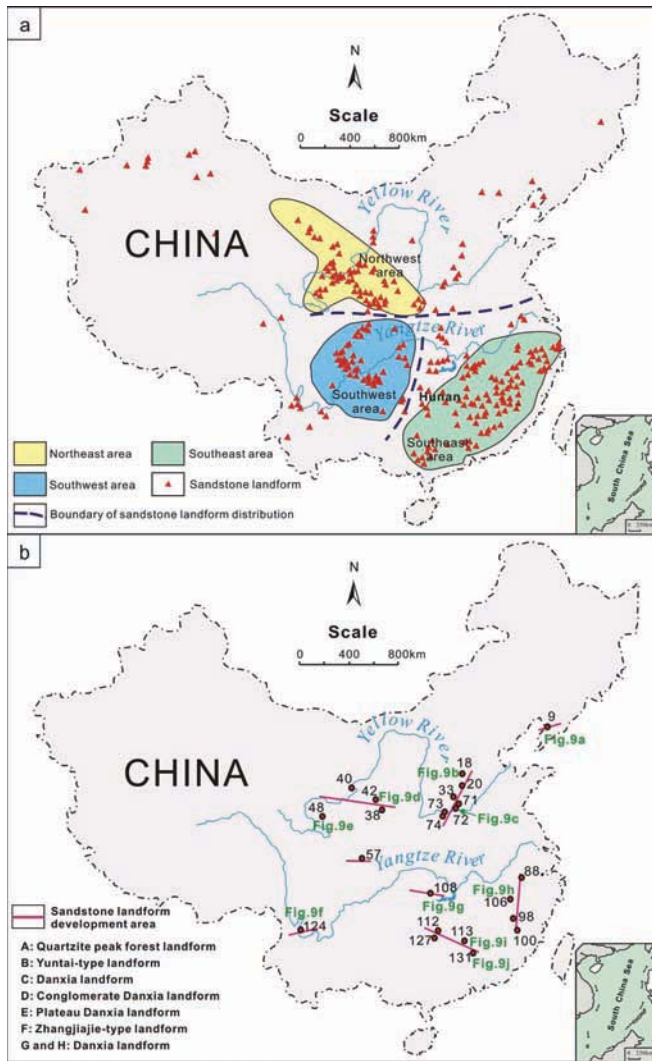 a
N
Scale
0 400 800km
Yellow River
CHINA
Northwest
area
Yangtze River
Southwest
area
Hunan
Southeast
area
Northeast area
Southeast area
Southwest area
Sandstone landform
Boundary of sandstone landform distribution
South China Sea
b
N
Scale
0 400 800km
Yellow River
CHINA
9
Fig.9a
Fig.9b
18
20
40
42
33
71
Fig.9d
73
48
38
72
Fig.9c
Fig.9e
74
57
Yangtze River
88
108
Fig.9h
Fig.9g
106
Fig.9f
98
124
112
113
100
127
Fig.9i
131
Fig.9j
Sandstone landform
development area
A: Quartzite peak forest landform
B: Yuntai-type landform
C: Danxia landform
D: Conglomerate Danxia landform
E: Plateau Danxia landform
F: Zhangjiajie-type landform
G and H: Danxia landform
South China Sea